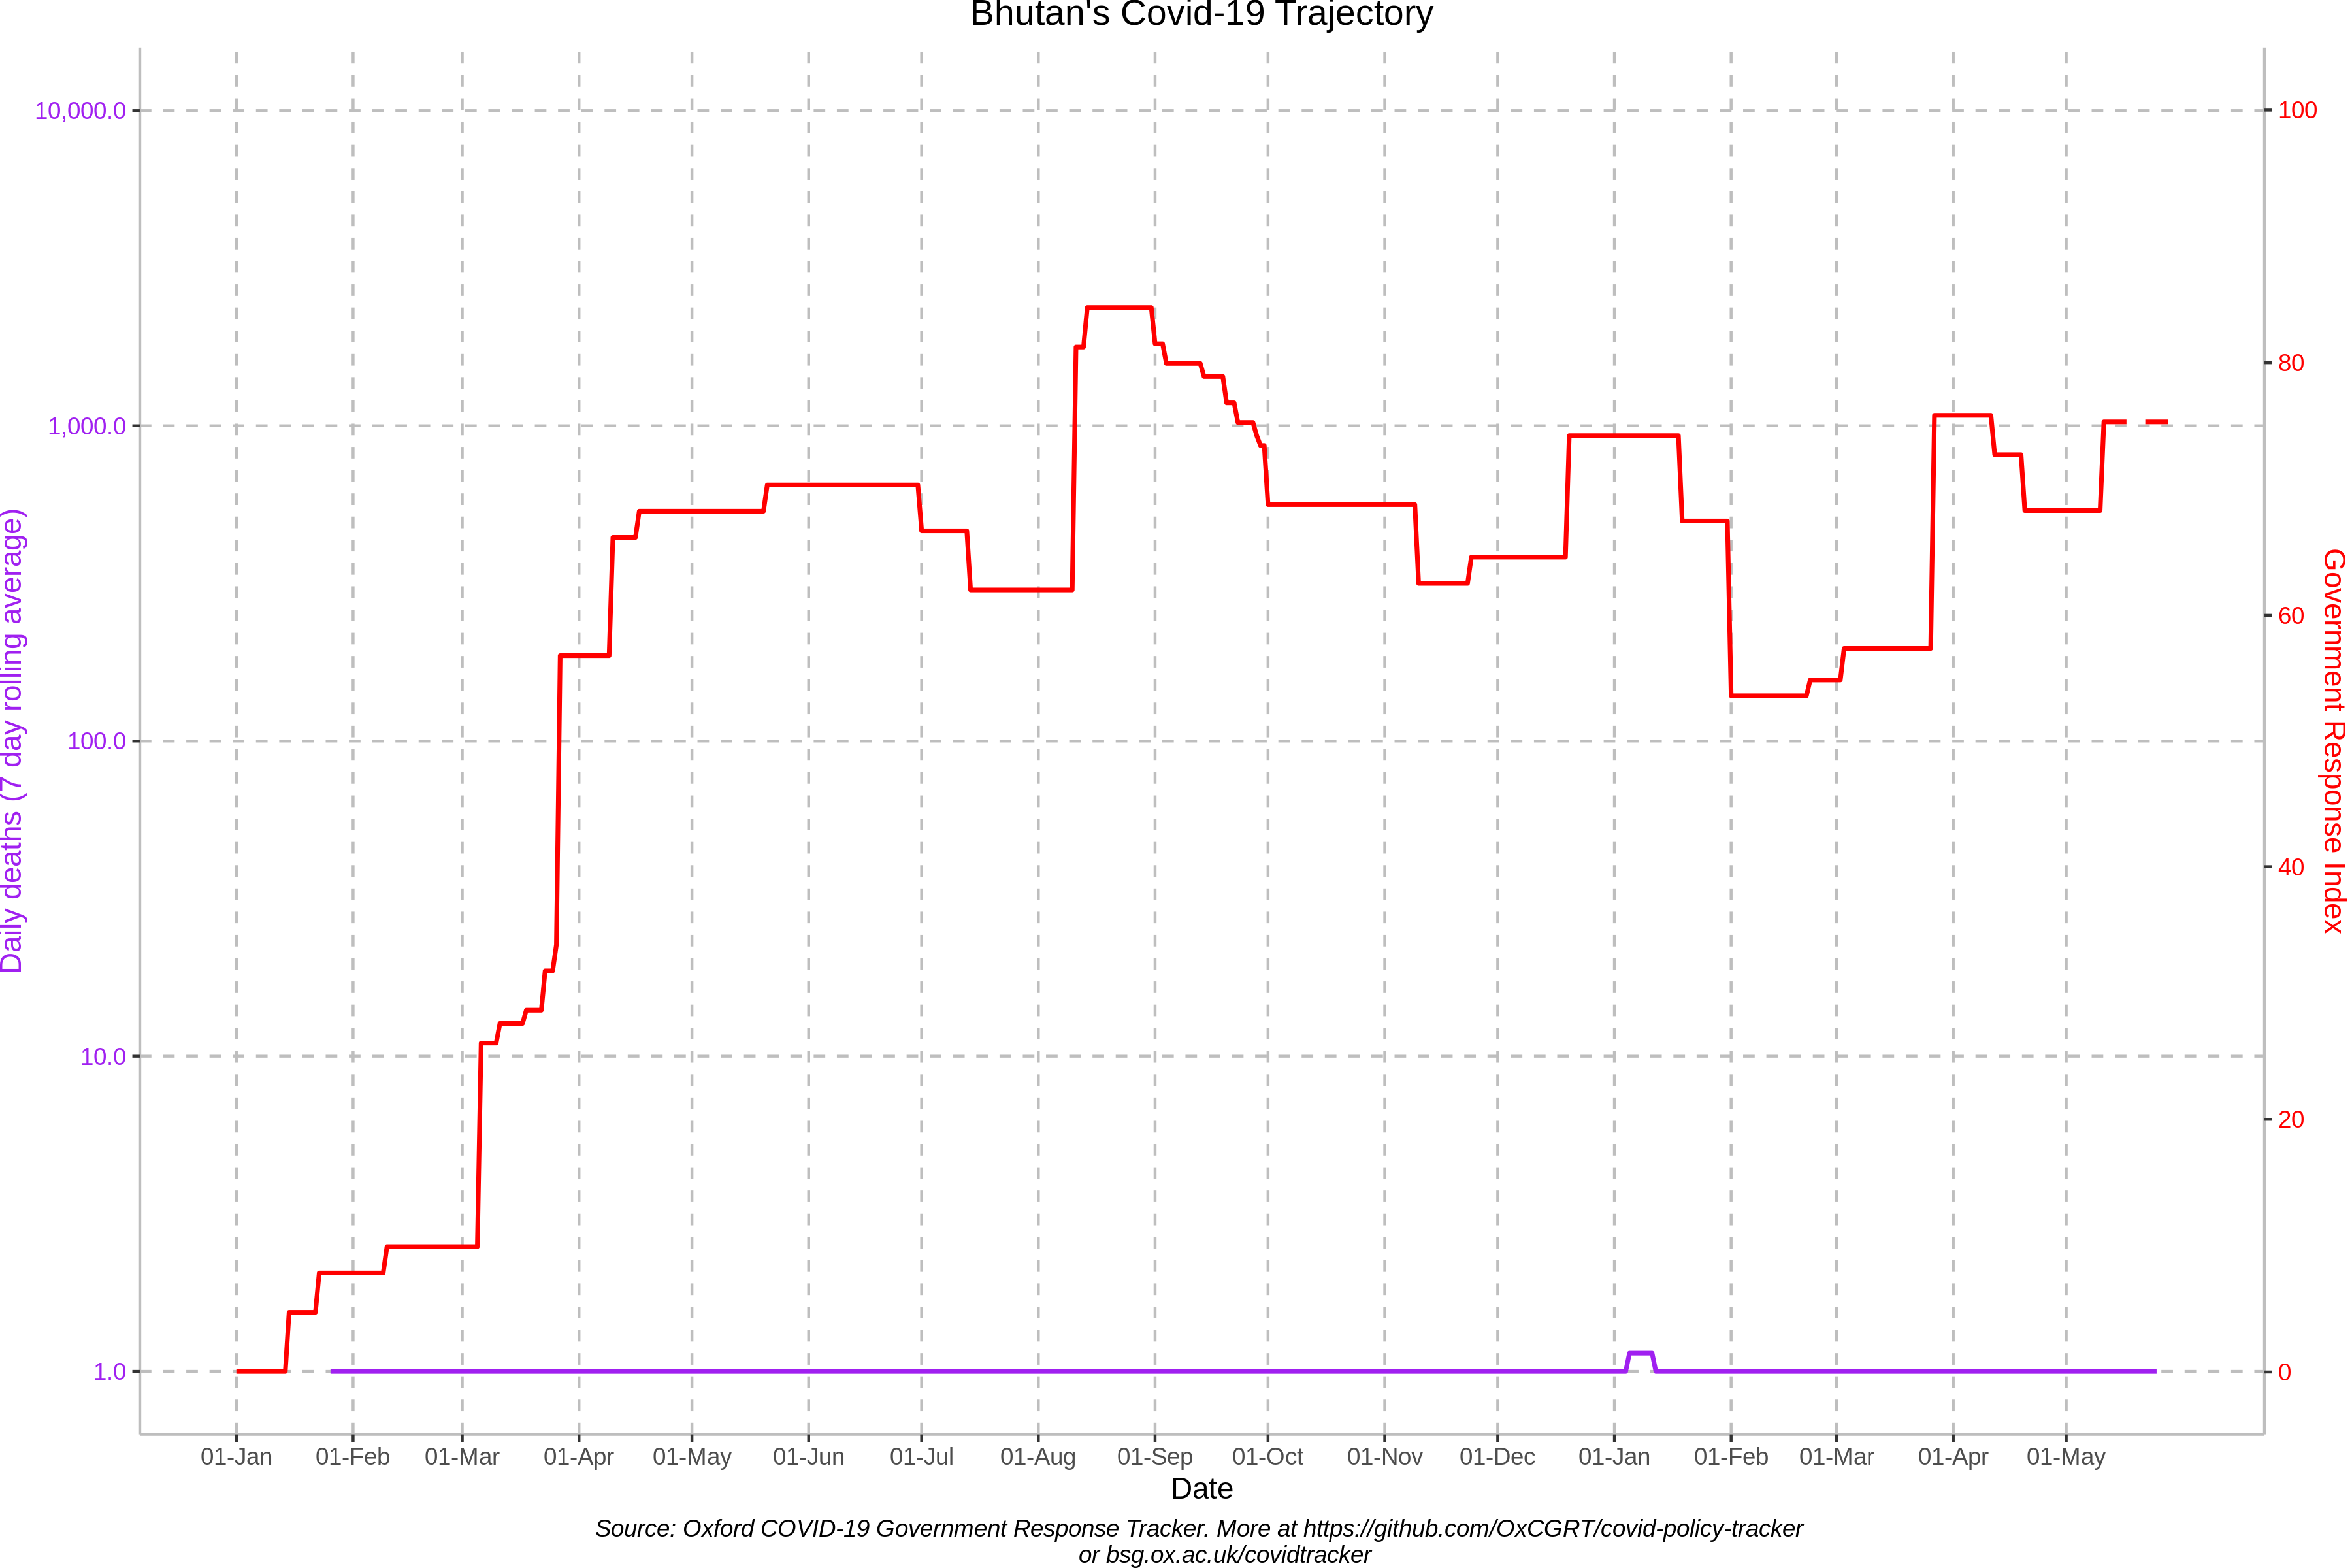 Bhutan's Covid-19 Trajectory
10,000.0
1,000.0
100.0
10.0
1.0
Daily deaths (7 day rolling average)
100
80
60
40
20
0
Government Response Index
01-Jan
01-Feb
01-Mar
01-Apr
01-May
01-Jun
01-Jul
01-Aug
01-Sep
01-Oct
01-Nov
01-Dec
01-Jan
01-Feb
01-Mar
01-Apr
01-May
Date
Source: Oxford COVID-19 Government Response Tracker. More at https://github.com/OxCGRT/covid-policy-tracker
or bsg.ox.ac.uk/covidtracker